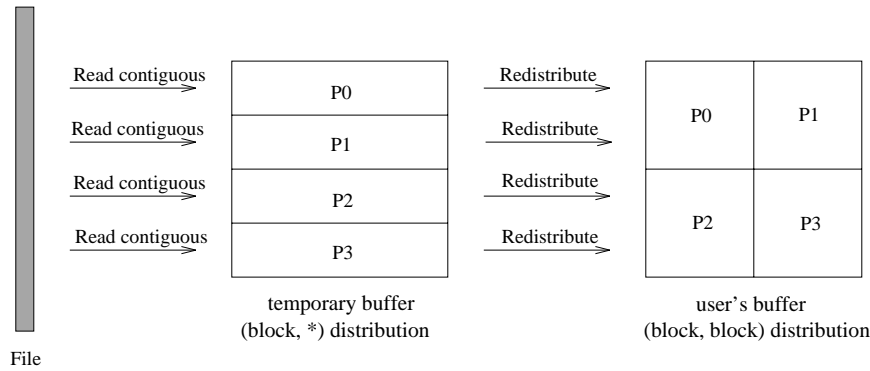 Read contiguous
Read contiguous
Read contiguous
Read contiguous
P0
P1
P2
P3
Redistribute
Redistribute
Redistribute
Redistribute
P0 P1
P2 P3
temporary buffer
(block, *) distribution
user's buffer
(block, block) distribution
File